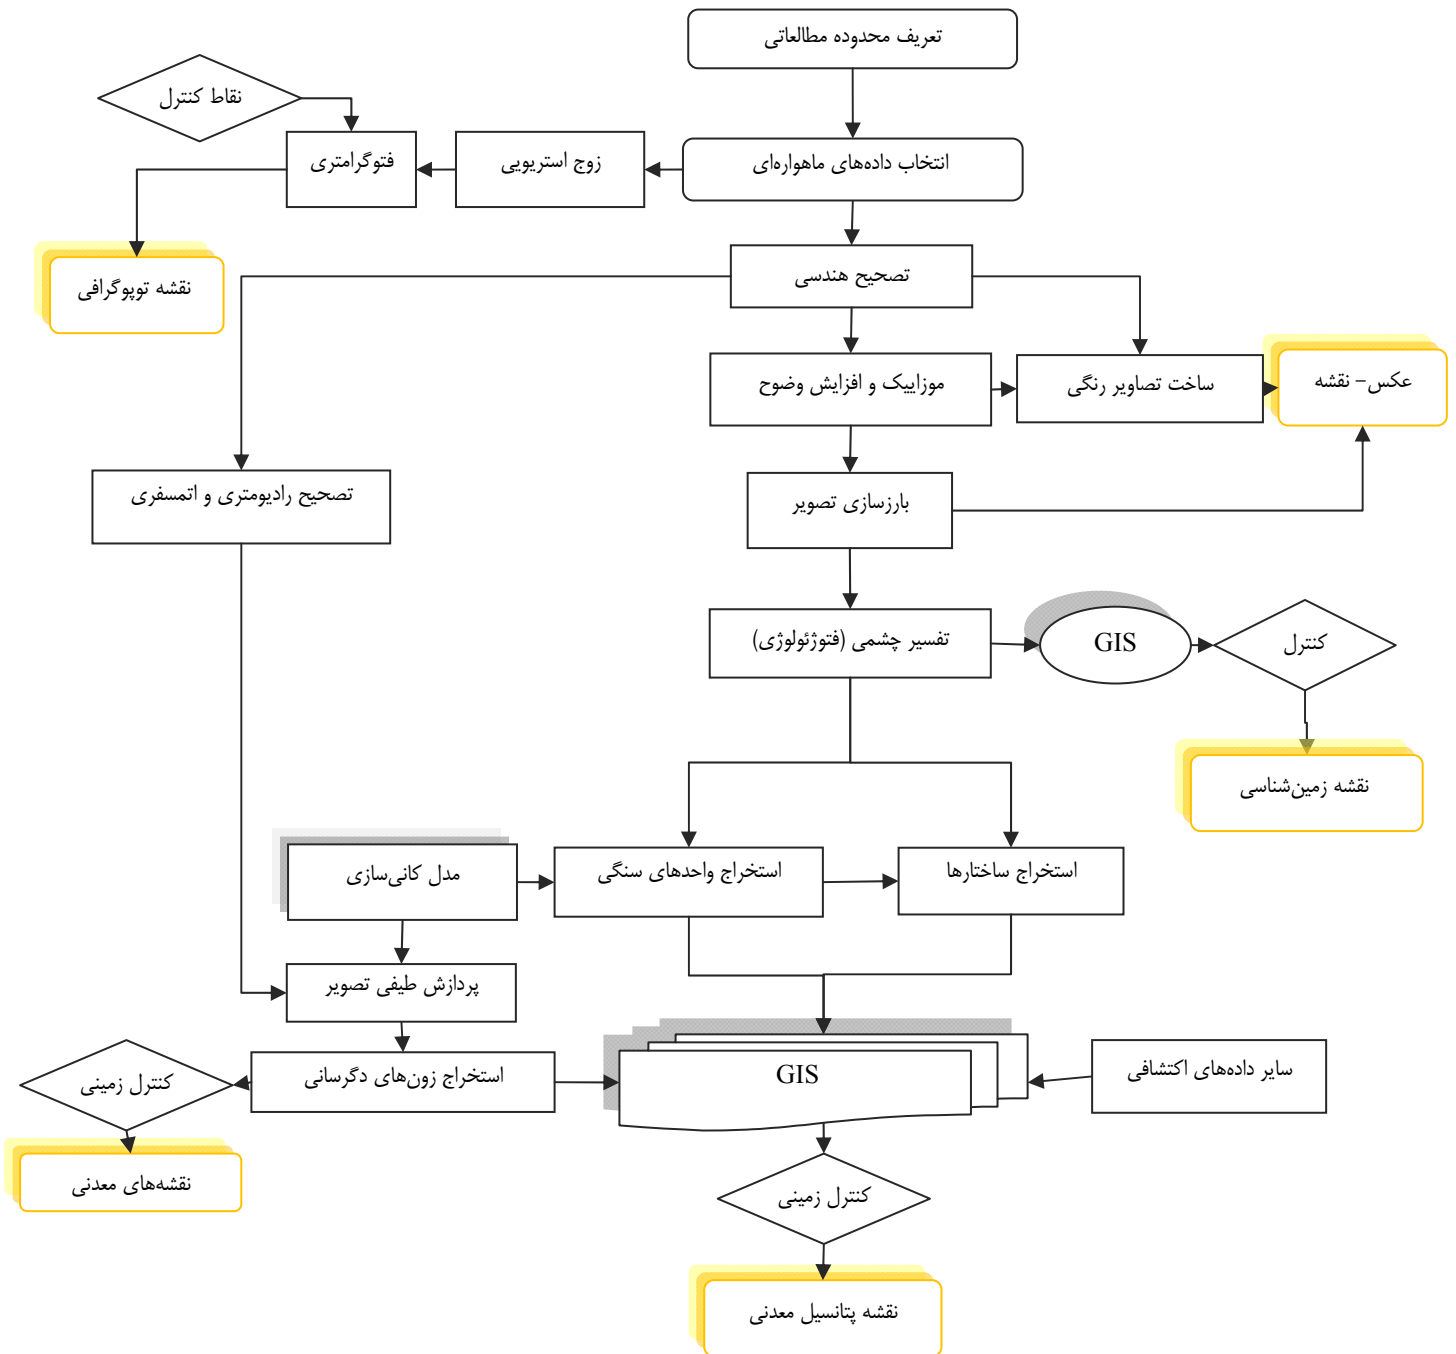 تعریف محدوده مطالعاتی
نقاط کنترل
انتخاب داده‌های ماهواره‌ای
زوج استریویی
فتوگرامتری
تصحیح هندسی
نقشه توپوگرافی
موزاییک و افزایش وضوح
ساخت تصاویر رنگی
عکس- نقشه
بارزسازی تصویر
تصحیح رادیومتری و اتمسفری
تفسیر چشمی (فتوژئولوژی)
GIS
کنترل
نقشه زمین‌شناسی
استخراج ساختارها
استخراج واحدهای سنگی
مدل کانی‌سازی
پردازش طیفی تصویر
سایر داده‌های اکتشافی
GIS
استخراج زون‌های دگرسانی
کنترل زمینی
نقشه‌های معدنی
کنترل زمینی
نقشه پتانسیل معدنی